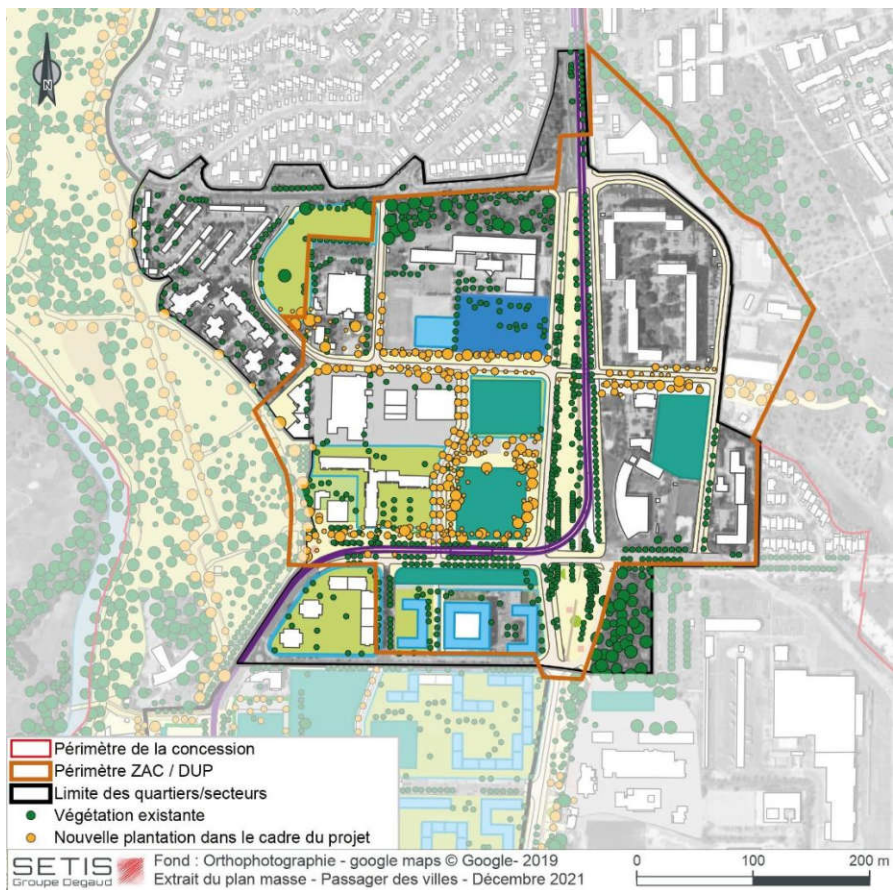 N
Périmètre de la concession
Périmètre ZAC / DUP
Limite des quartiers/secteurs
Végétation existante
Nouvelle plantation dans le cadre du projet
SETIS
Groupe Degaud
Fond : Orthophotographie - google maps © Google- 2019
Extrait du plan masse - Passager des villes - Décembre 2021
0 100 200 m